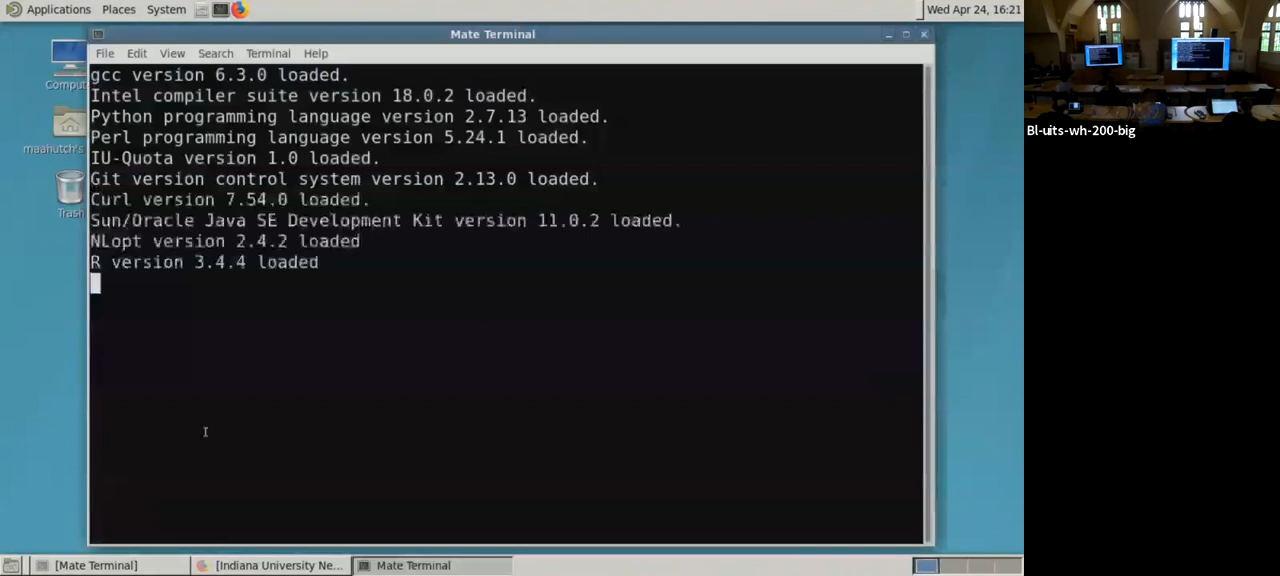 Applications Places System
Wed Apr 24, 16:21
Mate Terminal
File Edit View Search Terminal Help
gcc version 6.3.0 loaded.
Intel compiler suite version 18.0.2 loaded.
Python programming language version 2.7.13 loaded.
Perl programming language version 5.24.1 loaded.
IU-Quota version 1.0 loaded.
Git version control system version 2.13.0 loaded.
Curl version 7.54.0 loaded.
Sun/Oracle Java SE Development Kit version 11.0.2 loaded.
NLopt version 2.4.2 loaded
R version 3.4.4 loaded
Comput
maahutch's
Trash
[Mate Terminal]
[Indiana University Ne...
Mate Terminal
Bl-uits-wh-200-big